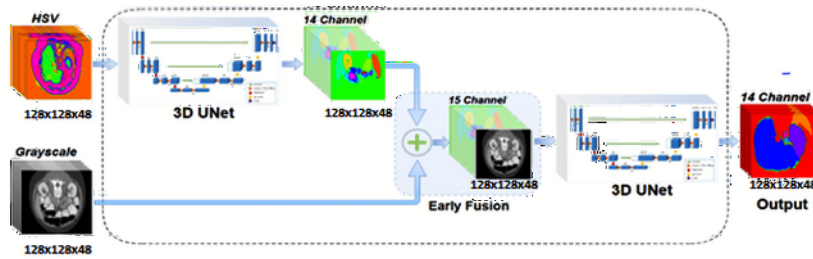 HSV
128x128x48
3D UNet
14 Channel
128x128x48
Grayscale
128x128x48
15 Channel
128x128x48
Early Fusion
3D UNet
14 Channel
128x128x48
Output